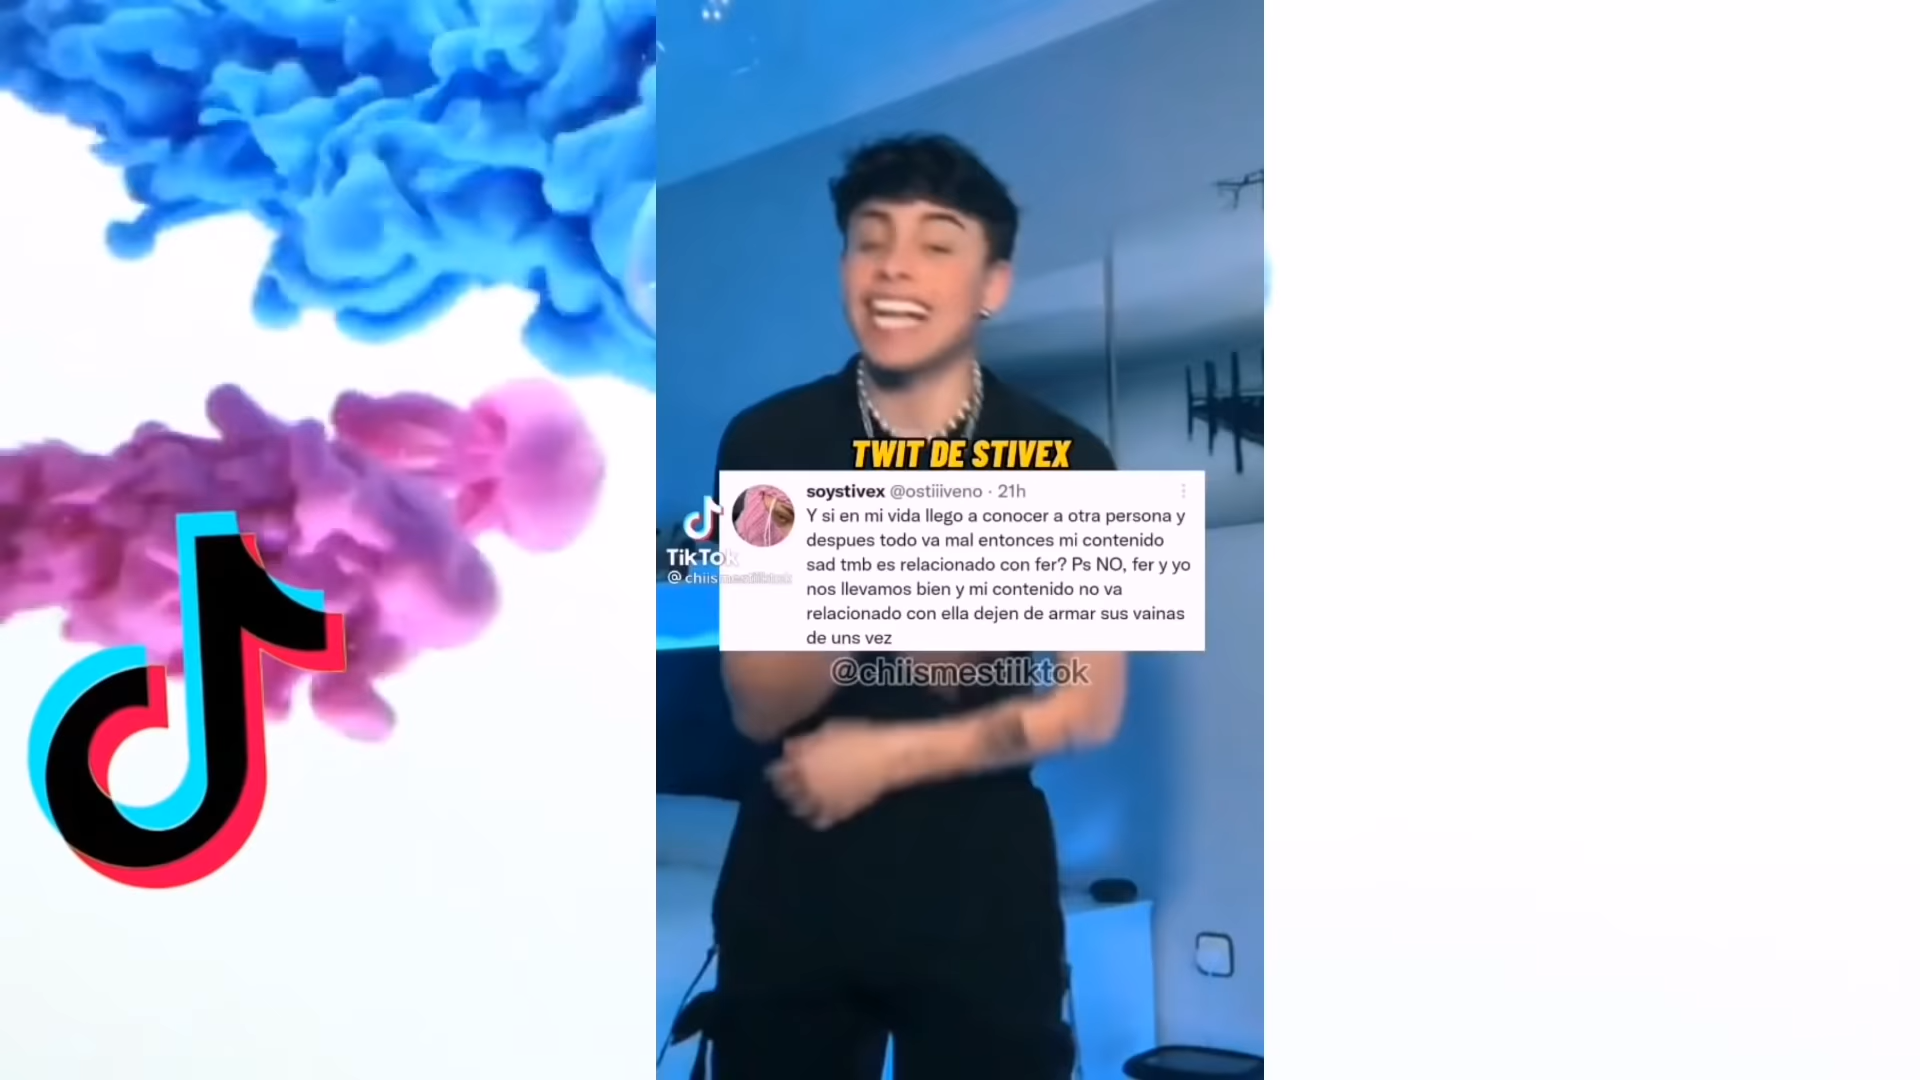 TWIT DE STIVEX
soystivex @ostiiiveno · 21h
Y si en mi vida llego a conocer a otra persona y
despues todo va mal entonces mi contenido
sad tmb es relacionado con fer? Ps NO, fer y yo
nos llevamos bien y mi contenido no va
relacionado con ella dejen de armar sus vainas
de uns vez
TikTok
@chiismestiiktok
@chiismestiiktok